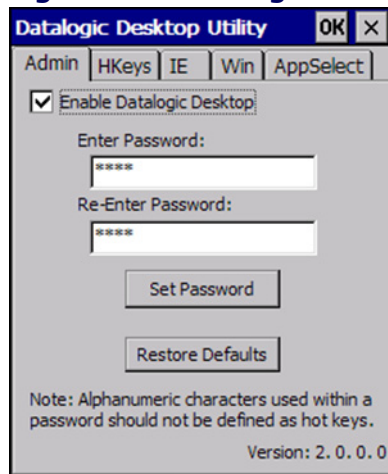 Datalogic Desktop Utility OK ×
Admin HKeys IE Win AppSelect
Enable Datalogic Desktop
Enter Password:
****
Re-Enter Password:
****
Set Password
Restore Defaults
Note: Alphanumeric characters used within a
password should not be defined as hot keys.
Version: 2. 0. 0. 0